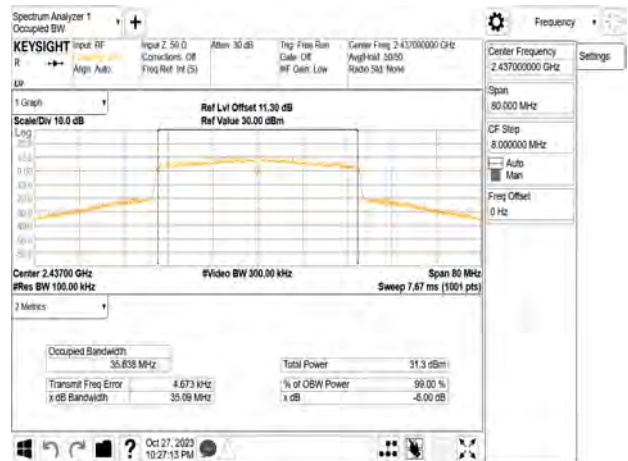 Spectrum Analyzer 1
Occupied BW
Frequency
KEYSIGHT
Input: RF
R
Align: Auto
Input Z: 50 Ω
Corrections: Off
Freq Ref: Int (S)
Atten: 30 dB
Trig: Free Run
Gate: Off
#IF Gain: Low
Center Freq: 2.437000000 GHz
Avg|Hold: 50/50
Radio Std: None
Center Frequency
2.437000000 GHz
Settings
Span
80.000 MHz
CF Step
8.000000 MHz
Auto
Man
Freq Offset
0 Hz
1 Graph
Scale/Div 10.0 dB
Ref Lvl Offset 11.30 dB
Ref Value 30.00 dBm
Log
Center 2.43700 GHz
#Res BW 100.00 kHz
#Video BW 300.00 kHz
Span 80 MHz
Sweep 7.67 ms (1001 pts)
2 Metrics
Occupied Bandwidth
35.838 MHz
Total Power 31.3 dBm
Transmit Freq Error 4.673 kHz
% of OBW Power 99.00 %
x dB Bandwidth 35.09 MHz
x dB -6.00 dB
Oct 27, 2023
10:27:13 PM